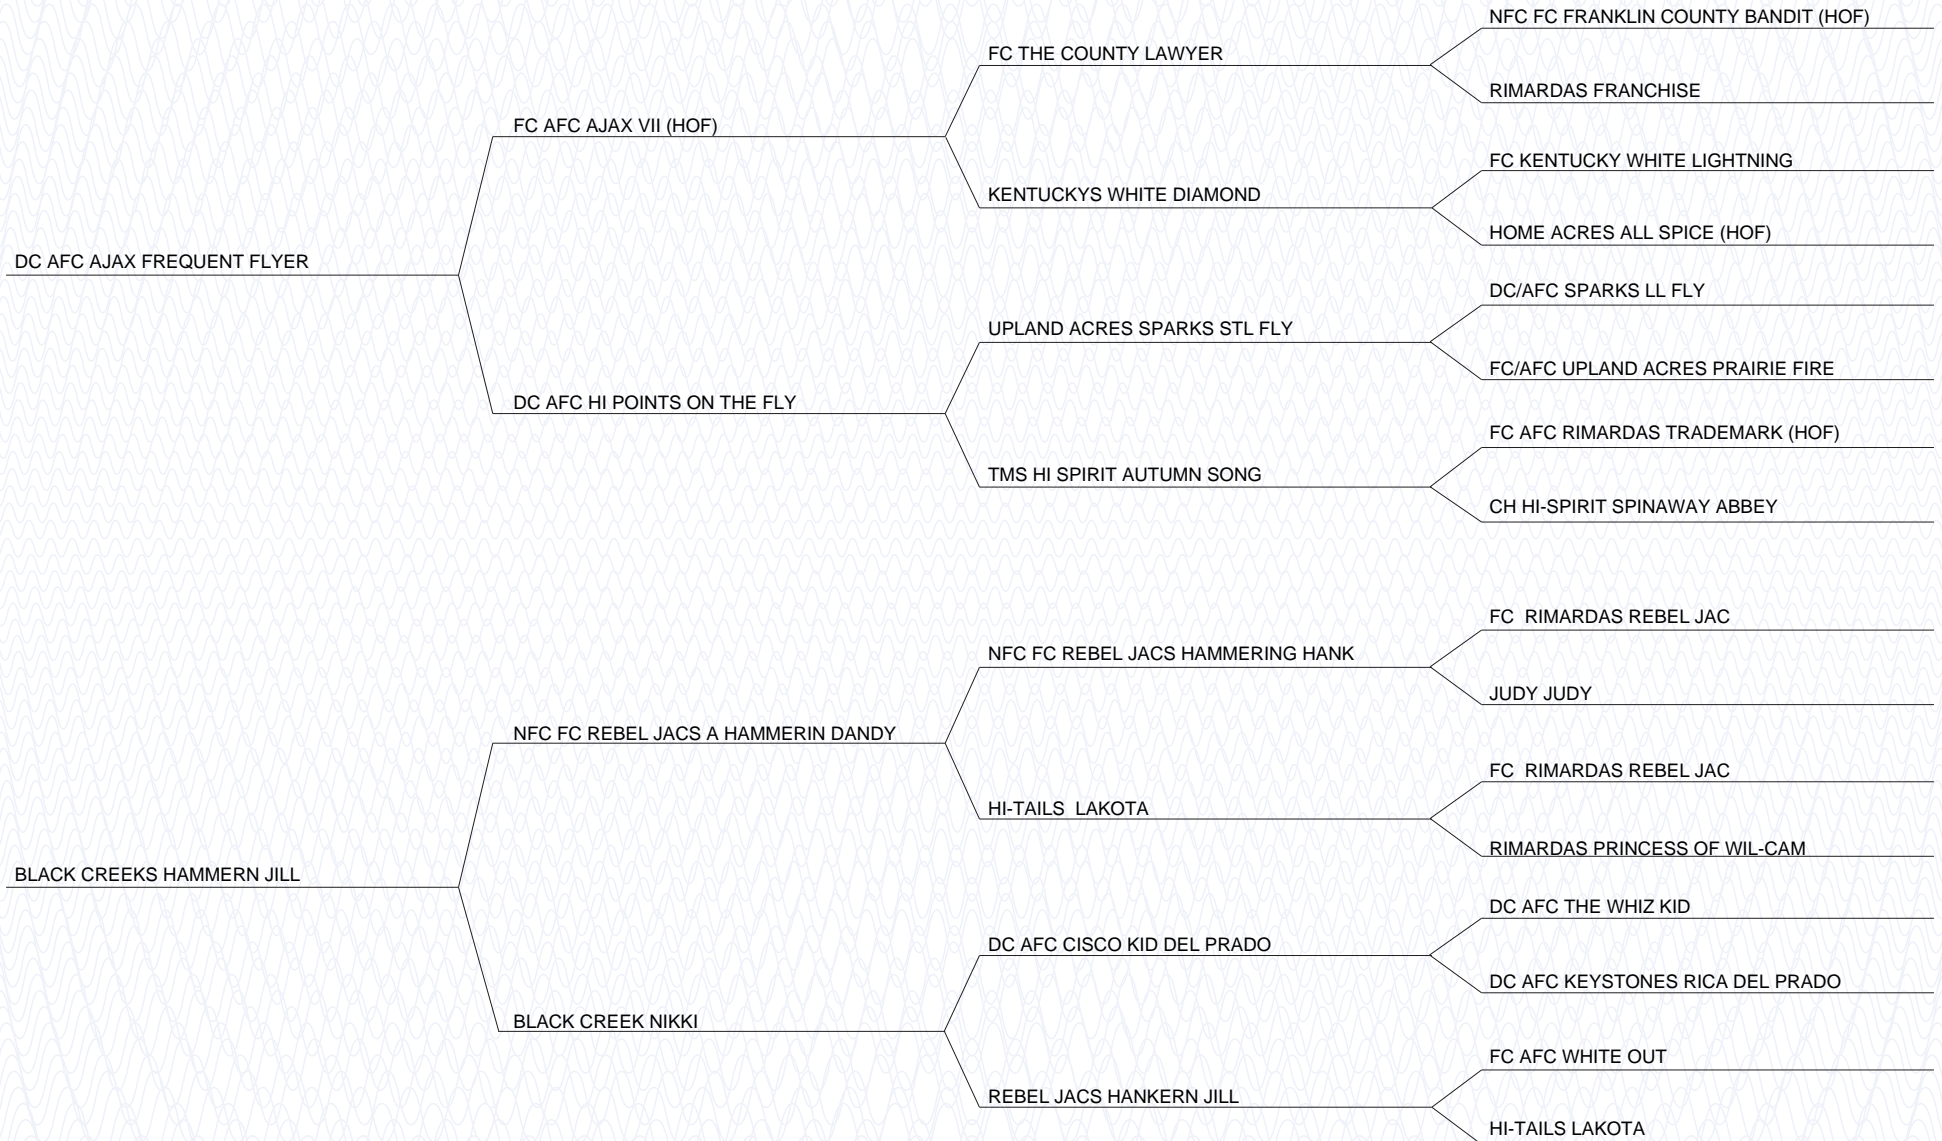 NFC FC FRANKLIN COUNTY BANDIT (HOF)
FC THE COUNTY LAWYER
RIMARDAS FRANCHISE
FC AFC AJAX VII (HOF)
FC KENTUCKY WHITE LIGHTNING
KENTUCKYS WHITE DIAMOND
HOME ACRES ALL SPICE (HOF)
DC AFC AJAX FREQUENT FLYER
DC/AFC SPARKS LL FLY
UPLAND ACRES SPARKS STL FLY
FC/AFC UPLAND ACRES PRAIRIE FIRE
DC AFC HI POINTS ON THE FLY
FC AFC RIMARDAS TRADEMARK (HOF)
TMS HI SPIRIT AUTUMN SONG
CH HI-SPIRIT SPINAWAY ABBEY
FC  RIMARDAS REBEL JAC
NFC FC REBEL JACS HAMMERING HANK
JUDY JUDY
NFC FC REBEL JACS A HAMMERIN DANDY
FC  RIMARDAS REBEL JAC
HI-TAILS  LAKOTA
RIMARDAS PRINCESS OF WIL-CAM
BLACK CREEKS HAMMERN JILL
DC AFC THE WHIZ KID
DC AFC CISCO KID DEL PRADO
DC AFC KEYSTONES RICA DEL PRADO
BLACK CREEK NIKKI
FC AFC WHITE OUT
REBEL JACS HANKERN JILL
HI-TAILS LAKOTA